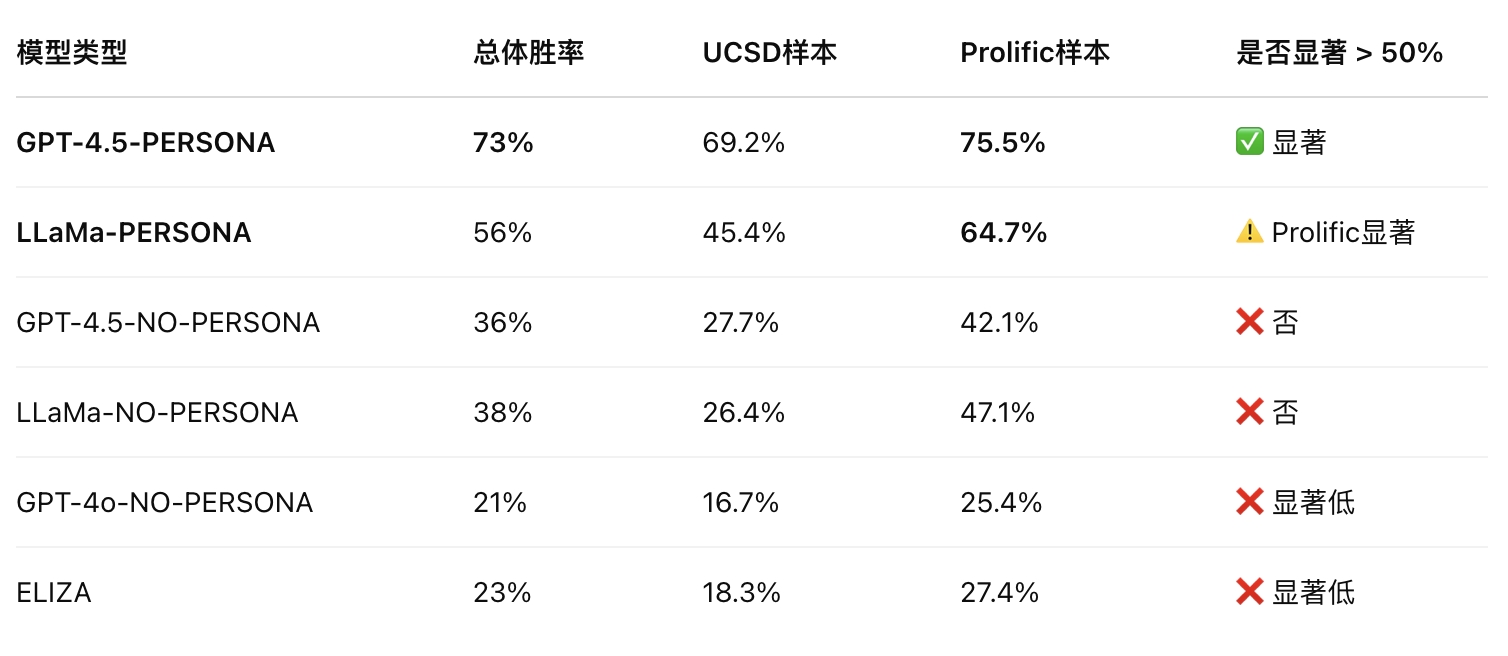 模型类型 总体胜率 UCSD样本 Prolific样本 是否显著 > 50%
GPT-4.5-PERSONA 73% 69.2% 75.5% ✅ 显著
LLaMa-PERSONA 56% 45.4% 64.7% ⚠️ Prolific显著
GPT-4.5-NO-PERSONA 36% 27.7% 42.1% ❌ 否
LLaMa-NO-PERSONA 38% 26.4% 47.1% ❌ 否
GPT-4o-NO-PERSONA 21% 16.7% 25.4% ❌ 显著低
ELIZA 23% 18.3% 27.4% ❌ 显著低